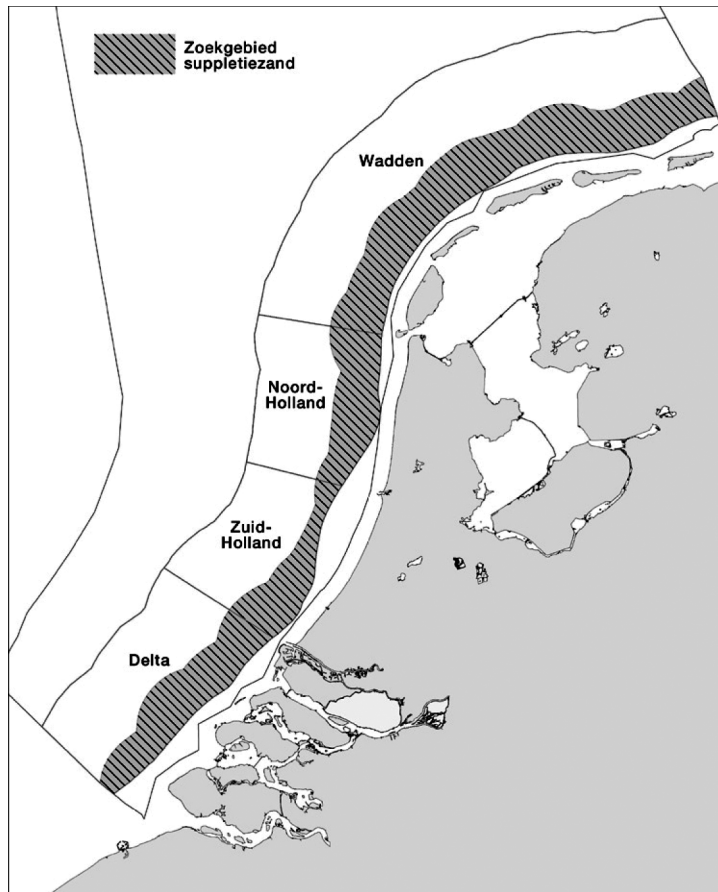 Zoekgebied
suppletiezand
Wadden
Noord-
Holland
Zuid-
Holland
Delta